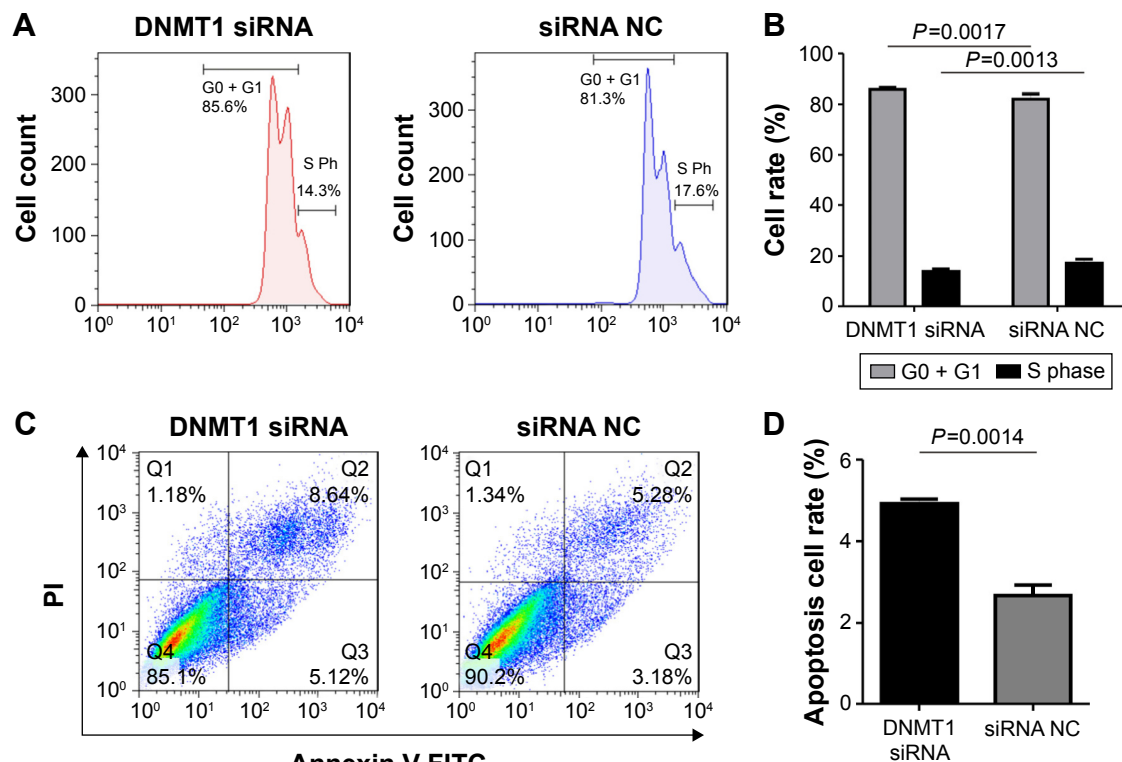 A
DNMT1 siRNA
siRNA NC
Cell count
300
200
100
0
G0 + G1
85.6%
S Ph
14.3%
10⁰ 10¹ 10² 10³ 10⁴
Cell count
300
200
100
0
G0 + G1
81.3%
S Ph
17.6%
10⁰ 10¹ 10² 10³ 10⁴
B
P=0.0017
P=0.0013
Cell rate (%)
100
80
60
40
20
0
DNMT1 siRNA siRNA NC
G0 + G1 S phase
C
DNMT1 siRNA
siRNA NC
PI
10⁴
10³
10²
10¹
10⁰
Q1
1.18%
Q2
8.64%
Q4
85.1%
Q3
5.12%
10⁰ 10¹ 10² 10³ 10⁴
10⁴
10³
10²
10¹
10⁰
Q1
1.34%
Q2
5.28%
Q4
90.2%
Q3
3.18%
10⁰ 10¹ 10² 10³ 10⁴
Annexin V FITC
D
P=0.0014
Apoptosis cell rate (%)
6
4
2
0
DNMT1
siRNA
siRNA NC